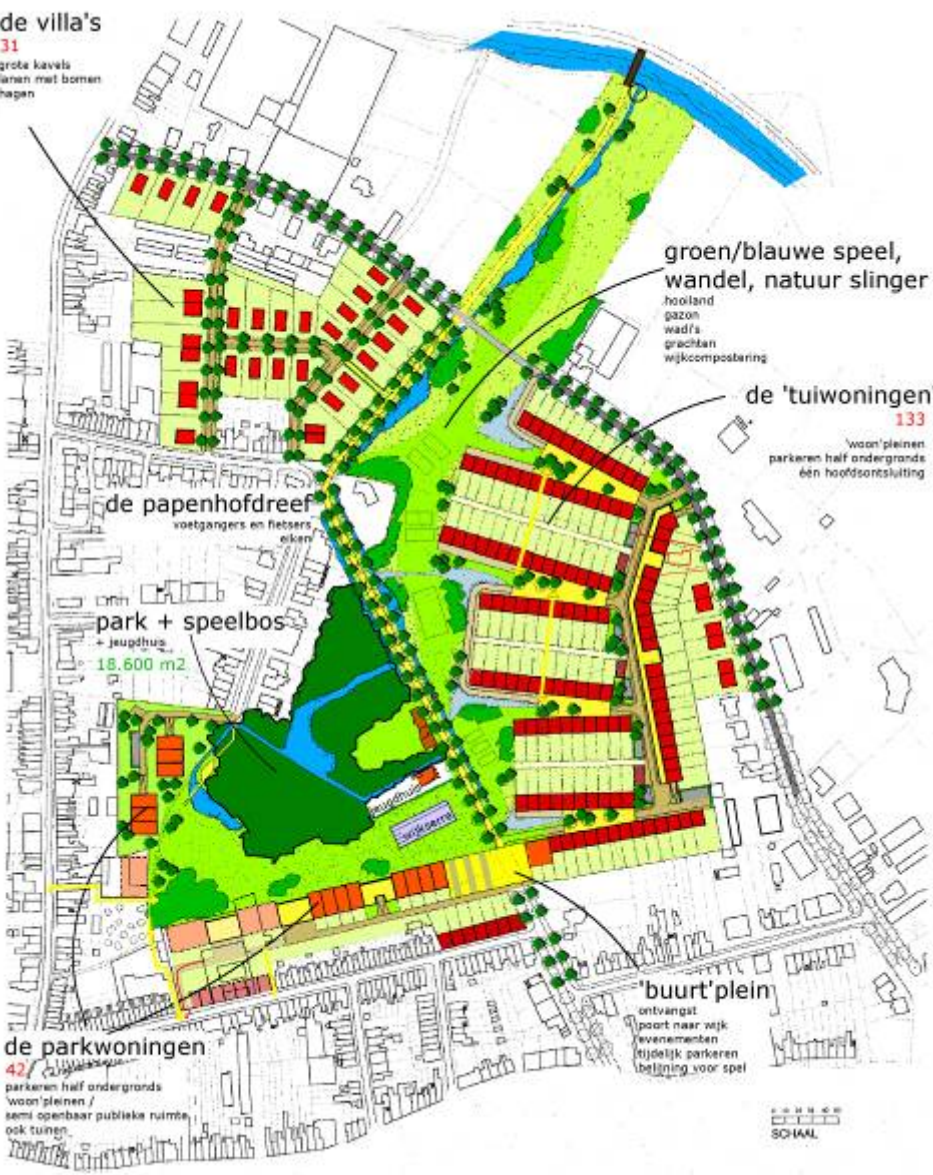 de villa's
31
grote kavels
lanen met bomen
hagen
groen/blauwe speel,
wandel, natuur slinger
hooiland
gazon
wadi's
grachten
wijkcompostering
de 'tuiwoningen'
133
'woon'pleinen
parkeren half ondergronds
één hoofdsontsluiting
de papenhofdreef
voetgangers en fietsers
eiken
park + speelbos
+ jeugdhuis
18.600 m2
jeugdhuis
wijkserre
'buurt'plein
ontvangst
poort naar wijk
evenementen
tijdelijk parkeren
belijning voor spel
de parkwoningen
42
parkeren half ondergronds
'woon'pleinen /
semi openbaar publieke ruimte
ook tuinen
SCHAAL